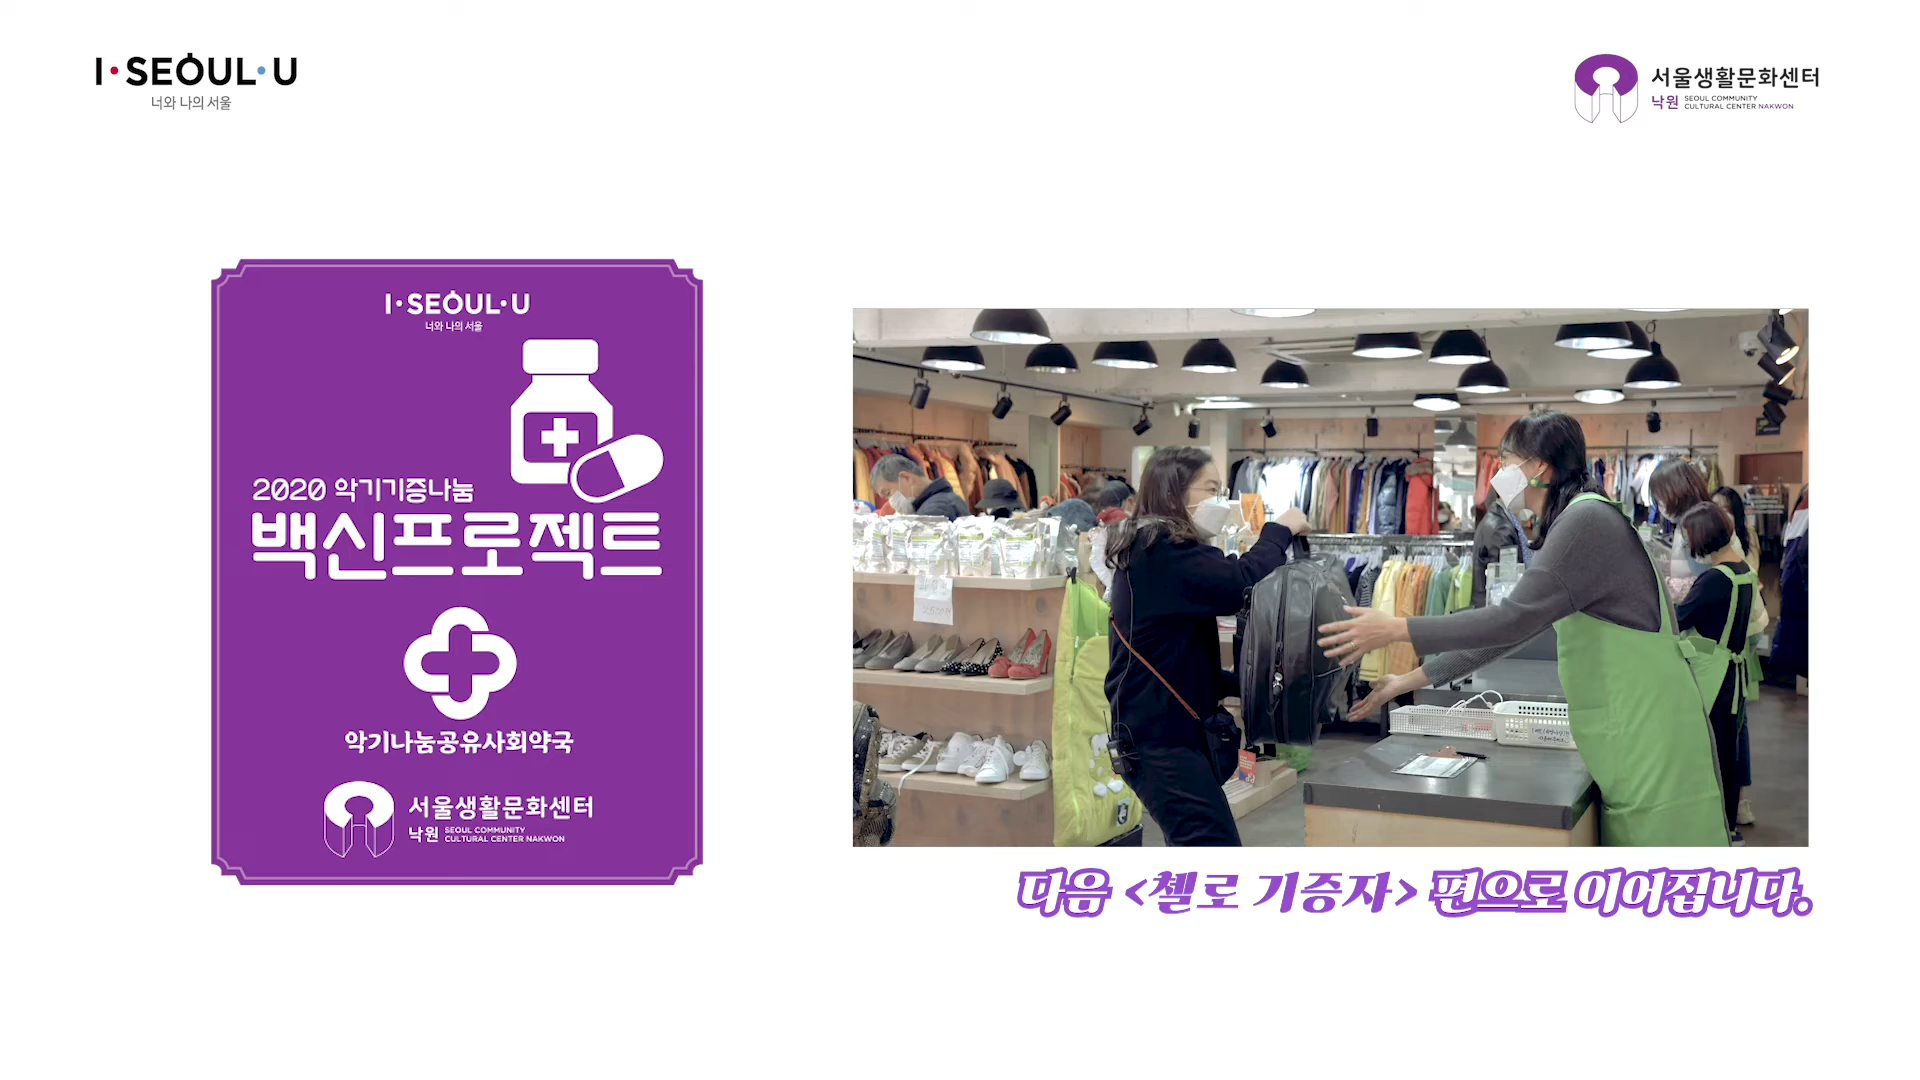 I·SEOUL·U
너와 나의 서울
서울생활문화센터
낙원 SEOUL COMMUNITY
CULTURAL CENTER NAKWON
I·SEOUL·U
너와 나의 서울
2020 악기기증나눔
백신프로젝트
악기나눔공유사회약국
서울생활문화센터
낙원 SEOUL COMMUNITY
CULTURAL CENTER NAKWON
다음 <첼로 기증자> 편으로 이어집니다.